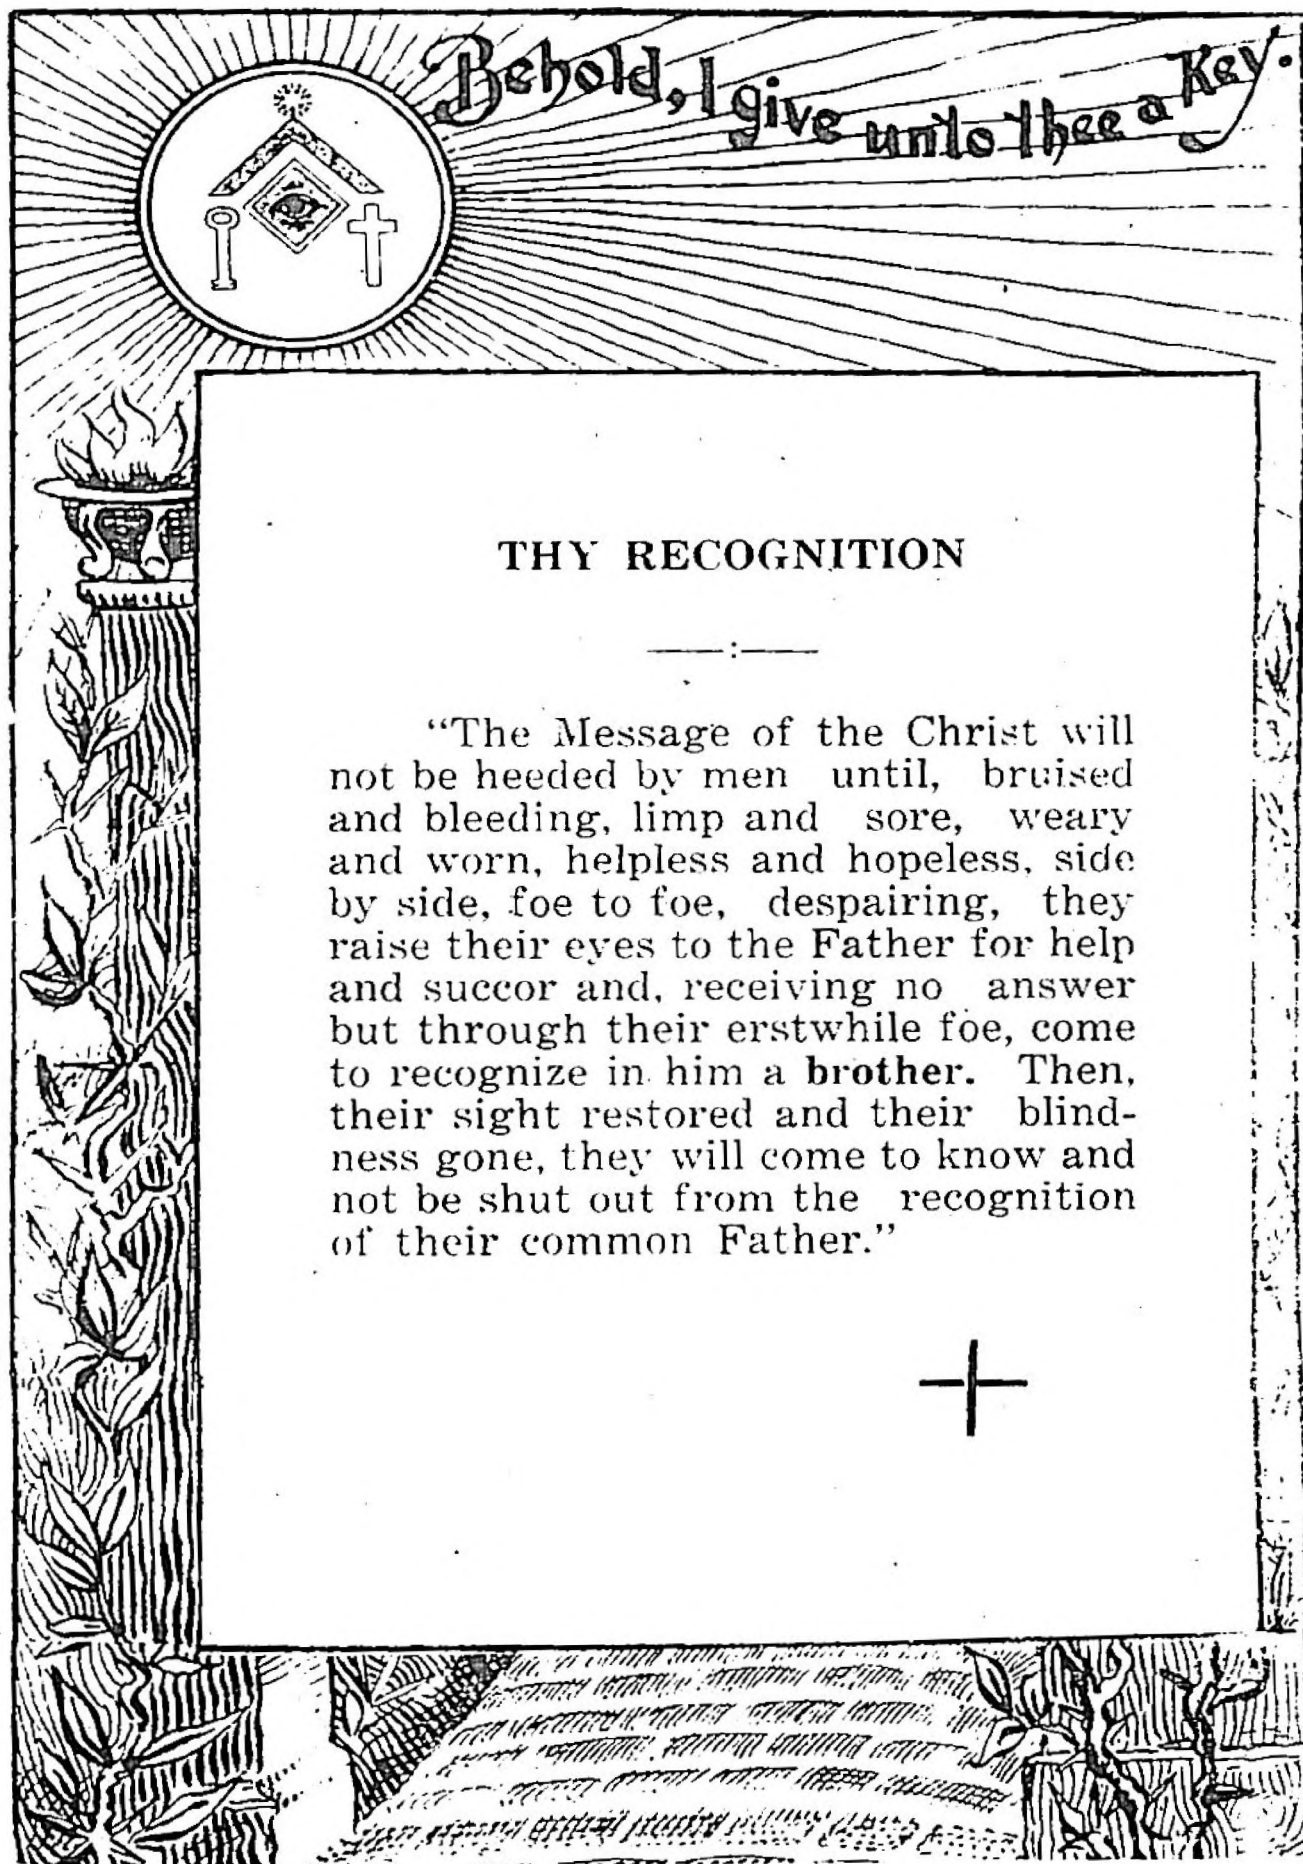 Behold, I give unto thee a Key.
THY RECOGNITION
"The Message of the Christ will
not be heeded by men until, bruised
and bleeding, limp and sore, weary
and worn, helpless and hopeless, side
by side, foe to foe, despairing, they
raise their eyes to the Father for help
and succor and, receiving no answer
but through their erstwhile foe, come
to recognize in him a brother. Then,
their sight restored and their blind-
ness gone, they will come to know and
not be shut out from the recognition
of their common Father."